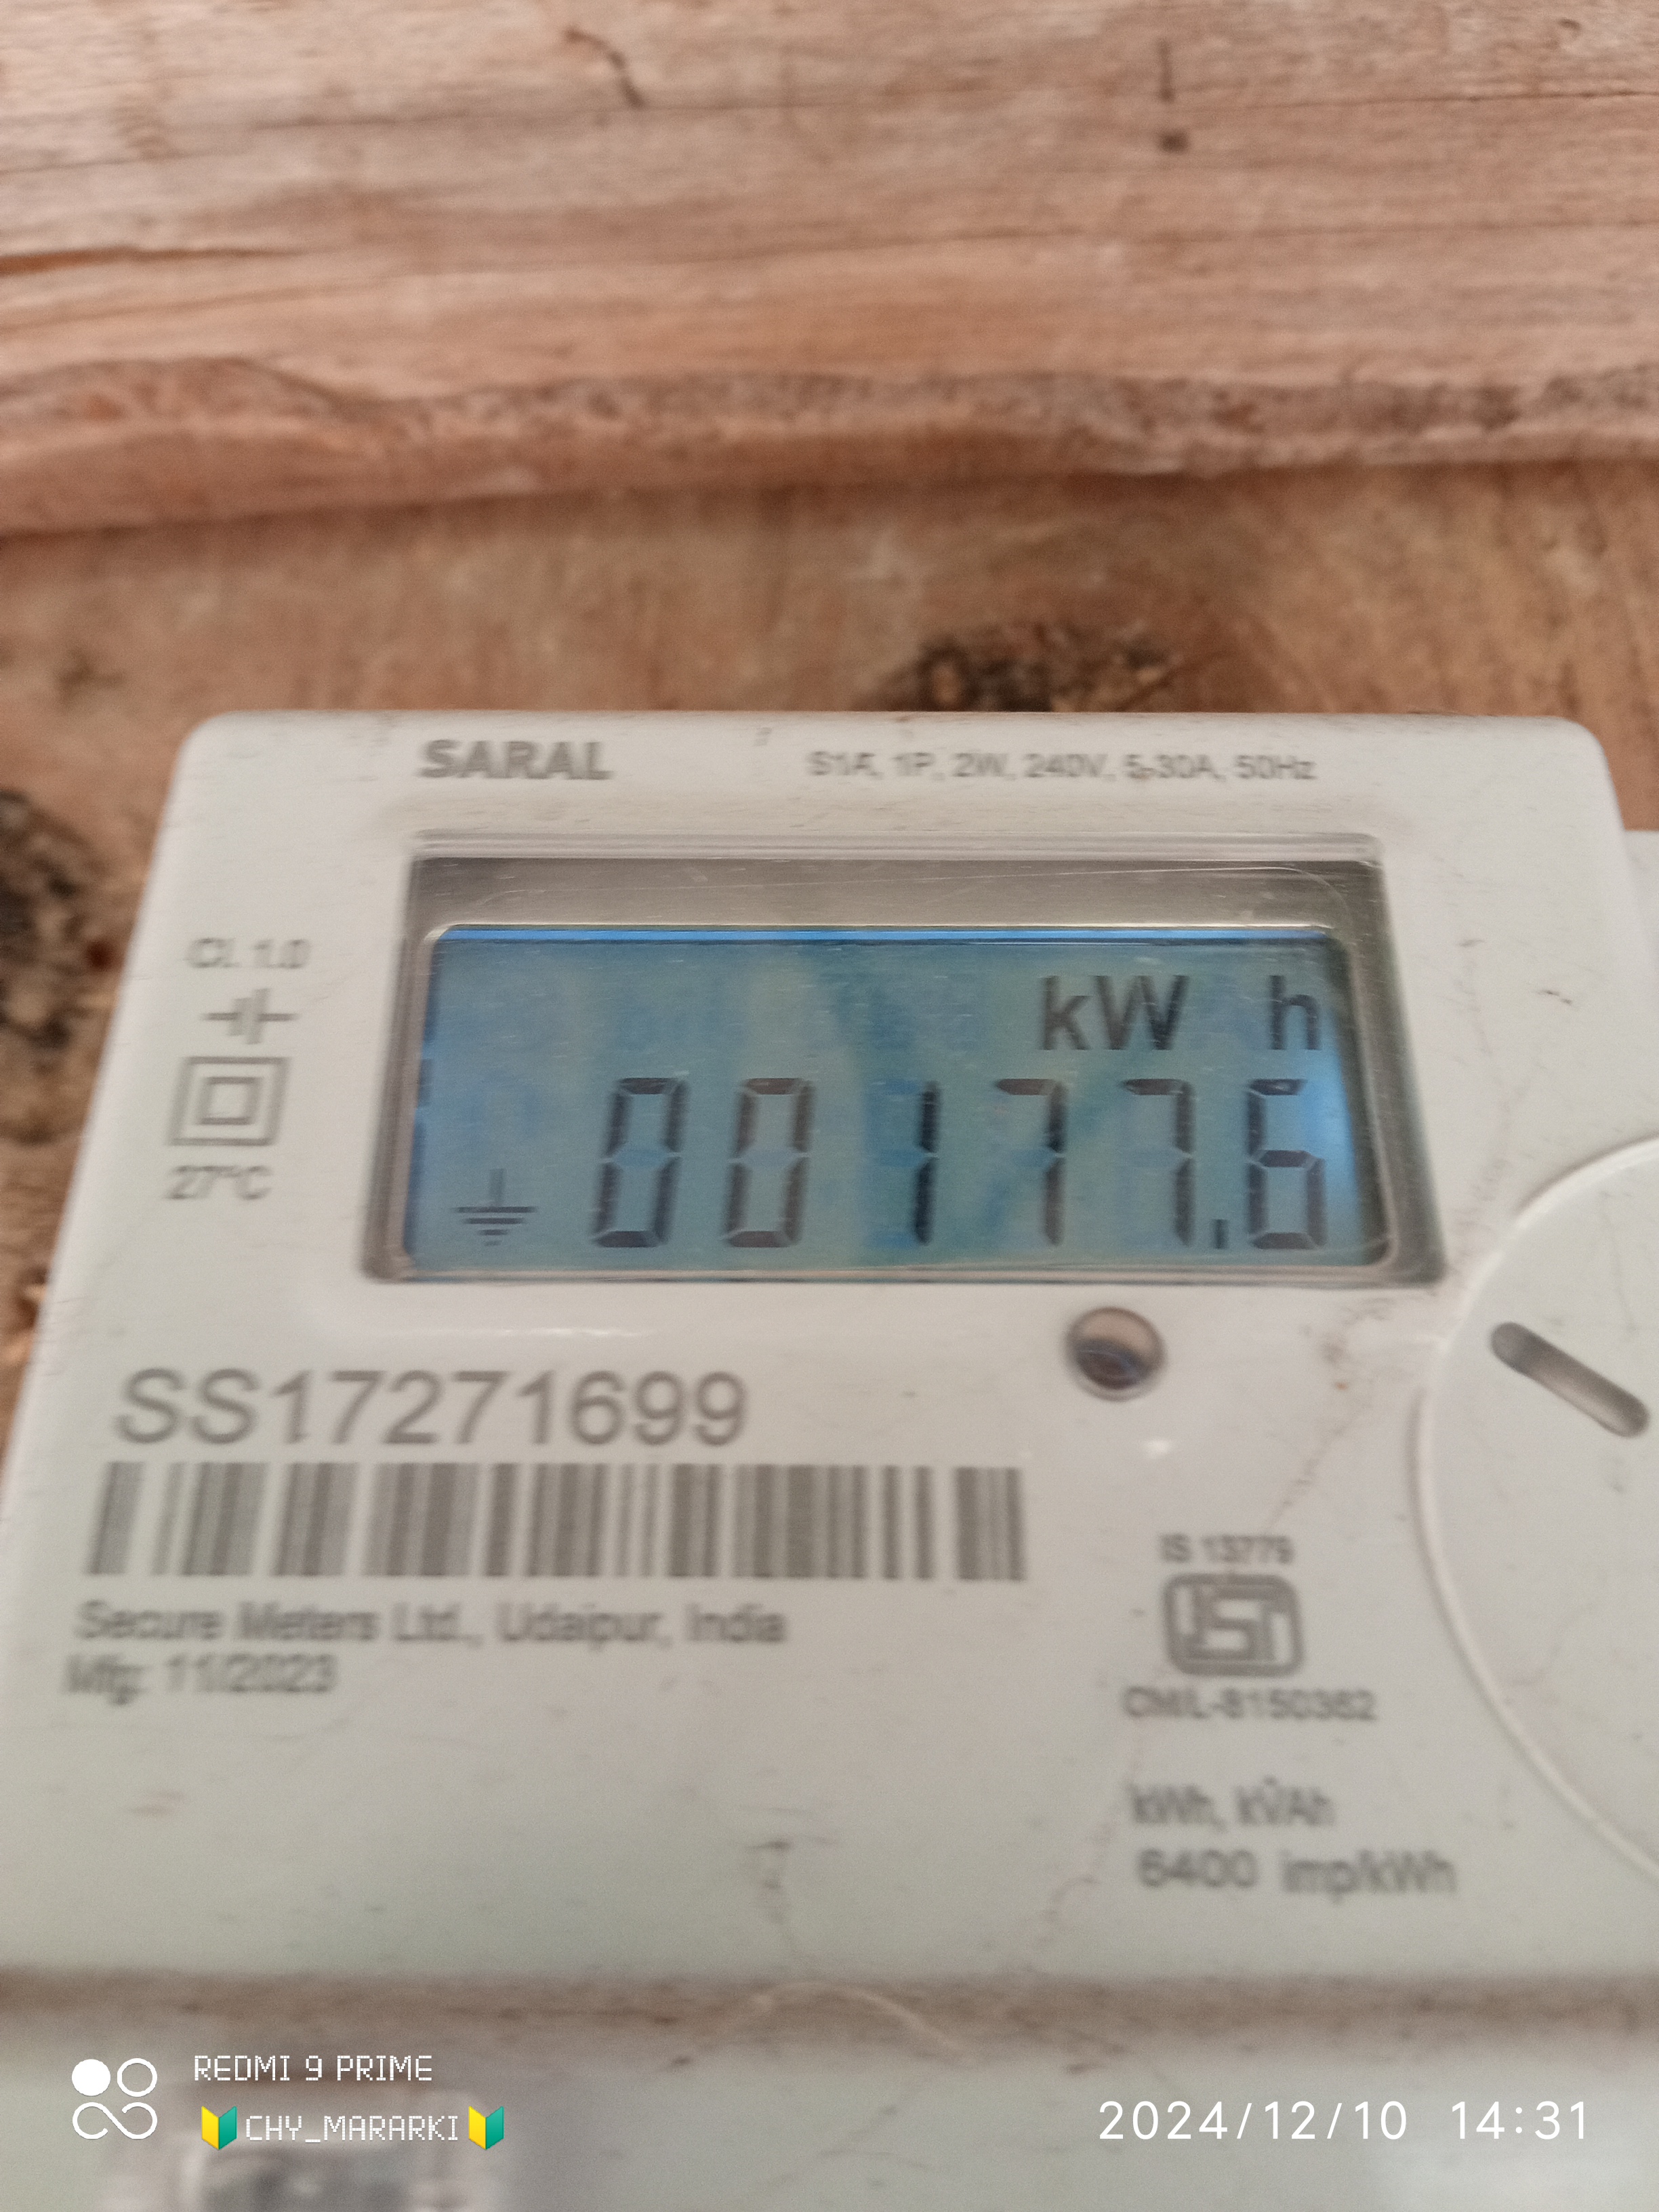 SARAL
S1A, 1P, 2W, 240V, 5-30A, 50Hz
Cl. 1.0
27°C
kW h
00177.6
SS17271699
Secure Meters Ltd., Udaipur, India
Mfg: 11/2023
IS 13779
ISI
CM/L-8150362
kWh, kVAh
6400 imp/kWh
REDMI 9 PRIME
🔰CHY_MARARKI🔰
2024/12/10 14:31